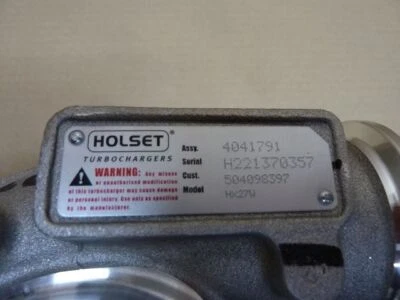 HOLSET®
TURBOCHARGERS
WARNING: Any misuse
or unauthorised modification
of this turbocharger may cause damage
or personal injury. Use only as specified
by the manufacturer.
Assy. 4041791
Serial H221370357
Cust. 504098397
Model HX27W